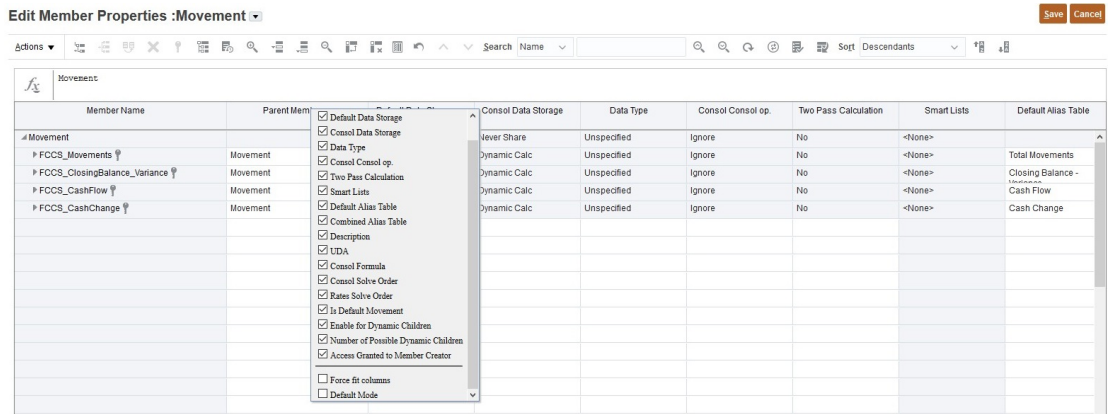 Edit Member Properties :Movement
Save Cancel
Actions Search Name Sort Descendants
fx Movement
Member Name Parent Mem Consol Data Storage Data Type Consol Consol op. Two Pass Calculation Smart Lists Default Alias Table
Movement Never Share Unspecified Ignore No <None>
FCCS_Movements Movement Dynamic Calc Unspecified Ignore No <None> Total Movements
FCCS_ClosingBalance_Variance Movement Dynamic Calc Unspecified Ignore No <None> Closing Balance -
FCCS_CashFlow Movement Dynamic Calc Unspecified Ignore No <None> Cash Flow
FCCS_CashChange Movement Dynamic Calc Unspecified Ignore No <None> Cash Change
Default Data Storage
Consol Data Storage
Data Type
Consol Consol op.
Two Pass Calculation
Smart Lists
Default Alias Table
Combined Alias Table
Description
UDA
Consol Formula
Consol Solve Order
Rates Solve Order
Is Default Movement
Enable for Dynamic Children
Number of Possible Dynamic Children
Access Granted to Member Creator
Force fit columns
Default Mode